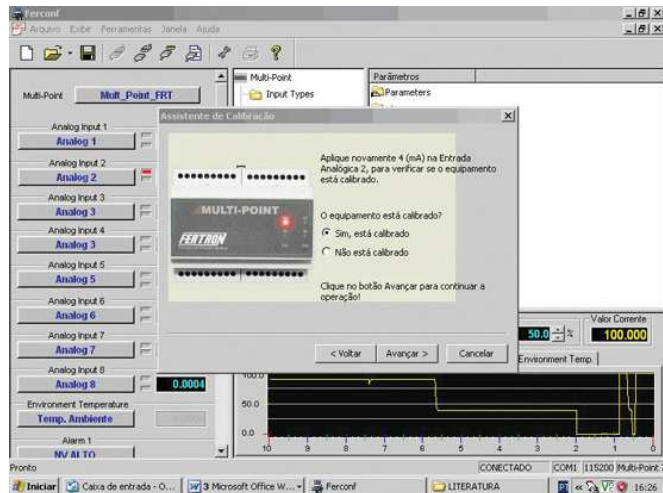 Ferconf
Arquivo Exibir Ferramentas Janela Ajuda
Multi-Point Mult_Point_FRT
Analog Input 1
Analog 1
Analog Input 2
Analog 2
Analog Input 3
Analog 3
Analog Input 4
Analog 3
Analog Input 5
Analog 5
Analog Input 6
Analog 6
Analog Input 7
Analog 7
Analog Input 8
Analog 8
0.0004
Environment Temperature
Temp. Ambiente
Alarm 1
NV ALTO
Multi-Point
Input Types
Parâmetros
Parameters
Assistente de Calibração
MULTI-POINT
FERTRON
Aplique novamente 4 (mA) na Entrada
Analógica 2, para verificar se o equipamento
está calibrado.
O equipamento está calibrado?
Sim, está calibrado
Não está calibrado
Clique no botão Avançar para continuar a
operação!
< Voltar
Avançar >
Cancelar
Valor Corrente
50.0 %
100.000
Environment Temp.
100.0
50.0
0.0
10 9 8 7 6 5 4 3 2 1 0
Pronto
CONECTADO COM1 115200 Multi-Point
Iniciar
Caixa de entrada - O...
3 Microsoft Office W...
Ferconf
LITERATURA
PT
16:26